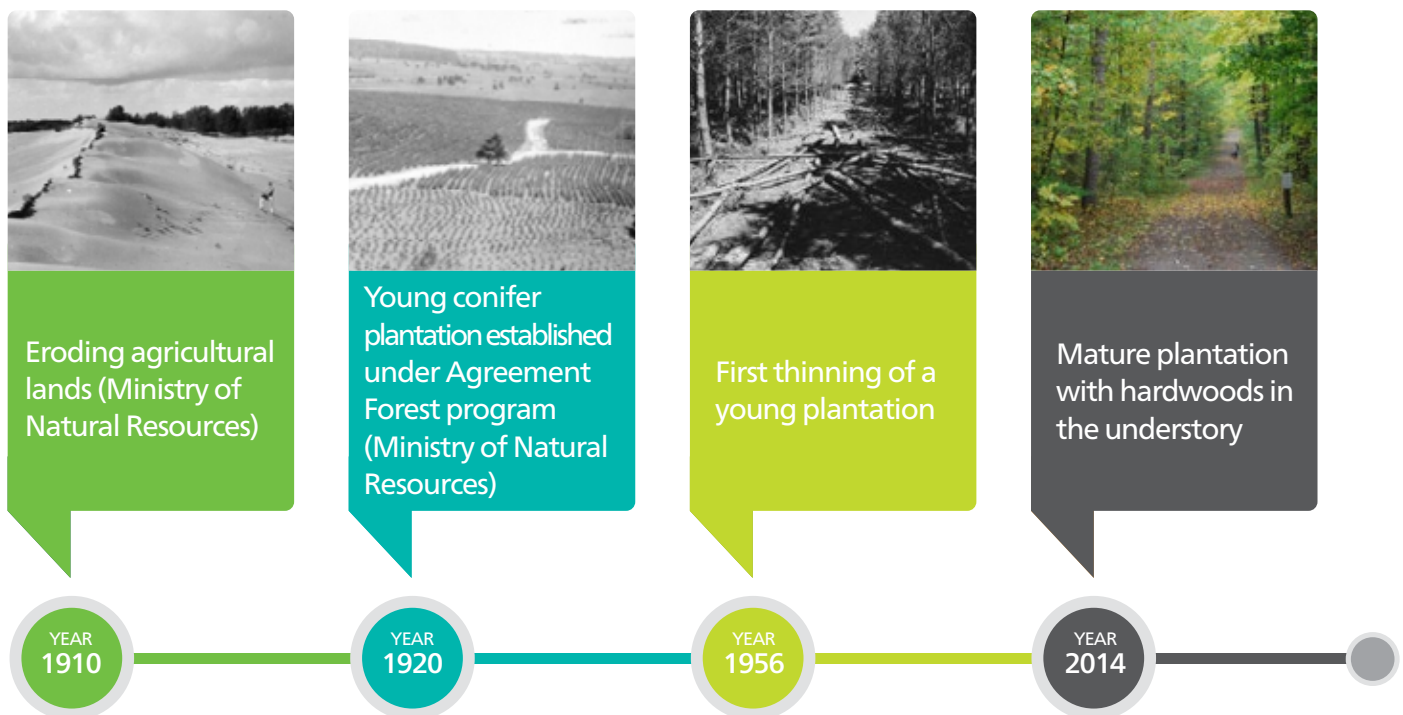 Eroding agricultural
lands (Ministry of
Natural Resources)
Young conifer
plantation established
under Agreement
Forest program
(Ministry of Natural
Resources)
First thinning of a
young plantation
Mature plantation
with hardwoods in
the understory
YEAR
1910
YEAR
1920
YEAR
1956
YEAR
2014